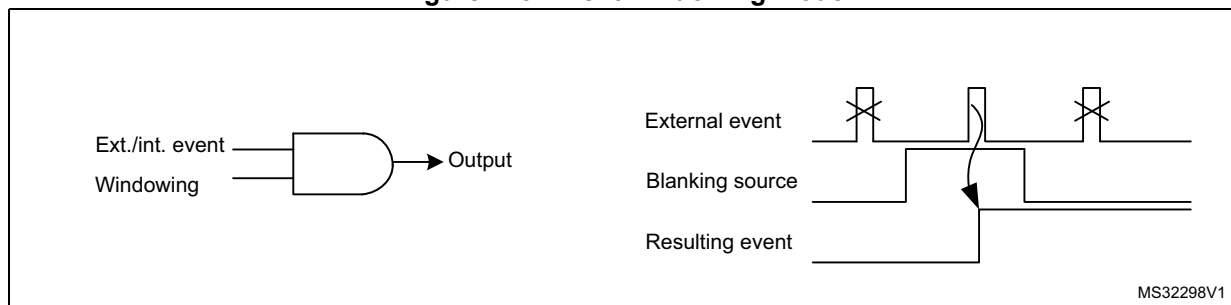 Ext./int. event
Windowing
Output
External event
Blanking source
Resulting event
MS32298V1